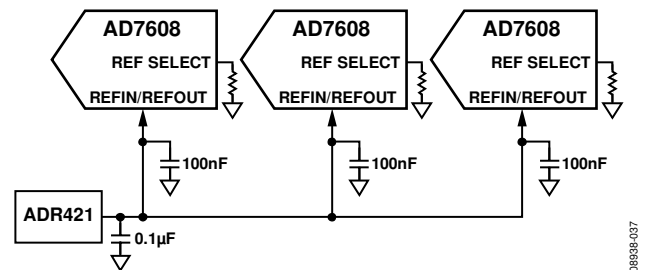 AD7608 AD7608 AD7608
REF SELECT REF SELECT REF SELECT
REFIN/REFOUT REFIN/REFOUT REFIN/REFOUT
100nF 100nF 100nF
ADR421
0.1µF
08938-037